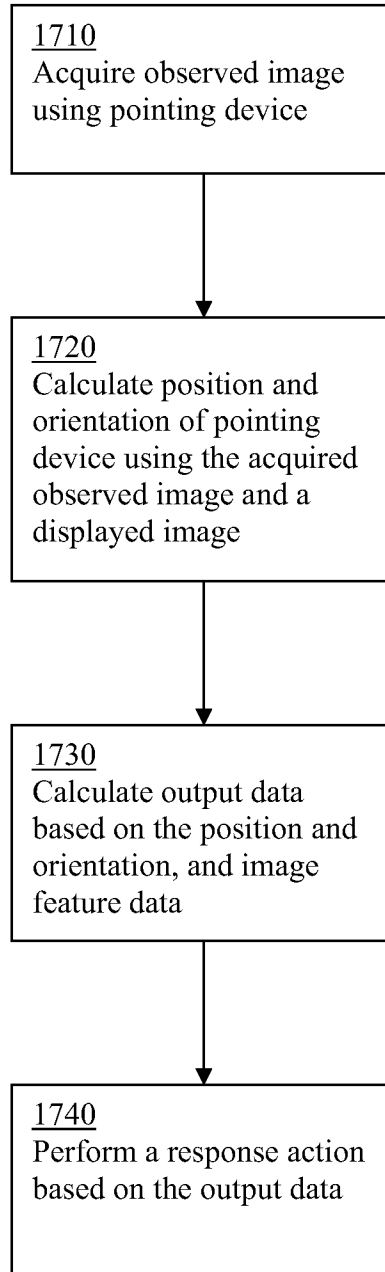 1710
Acquire observed image
using pointing device
1720
Calculate position and
orientation of pointing
device using the acquired
observed image and a
displayed image
1730
Calculate output data
based on the position and
orientation, and image
feature data
1740
Perform a response action
based on the output data